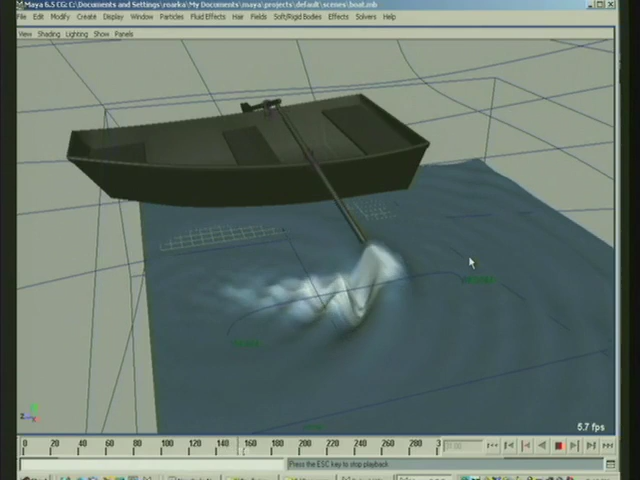 Maya 6.5 CG: C:\Documents and Settings\roarka\My Documents\maya\projects\default\scenes\boat.mb
File Edit Modify Create Display Window Particles Fluid Effects Hair Fields Soft/Rigid Bodies Effects Solvers Help
View Shading Lighting Show Panels
5.7 fps
0 20 40 60 80 100 120 140 160 180 200 220 240 260 280 3
Press the ESC key to stop playback